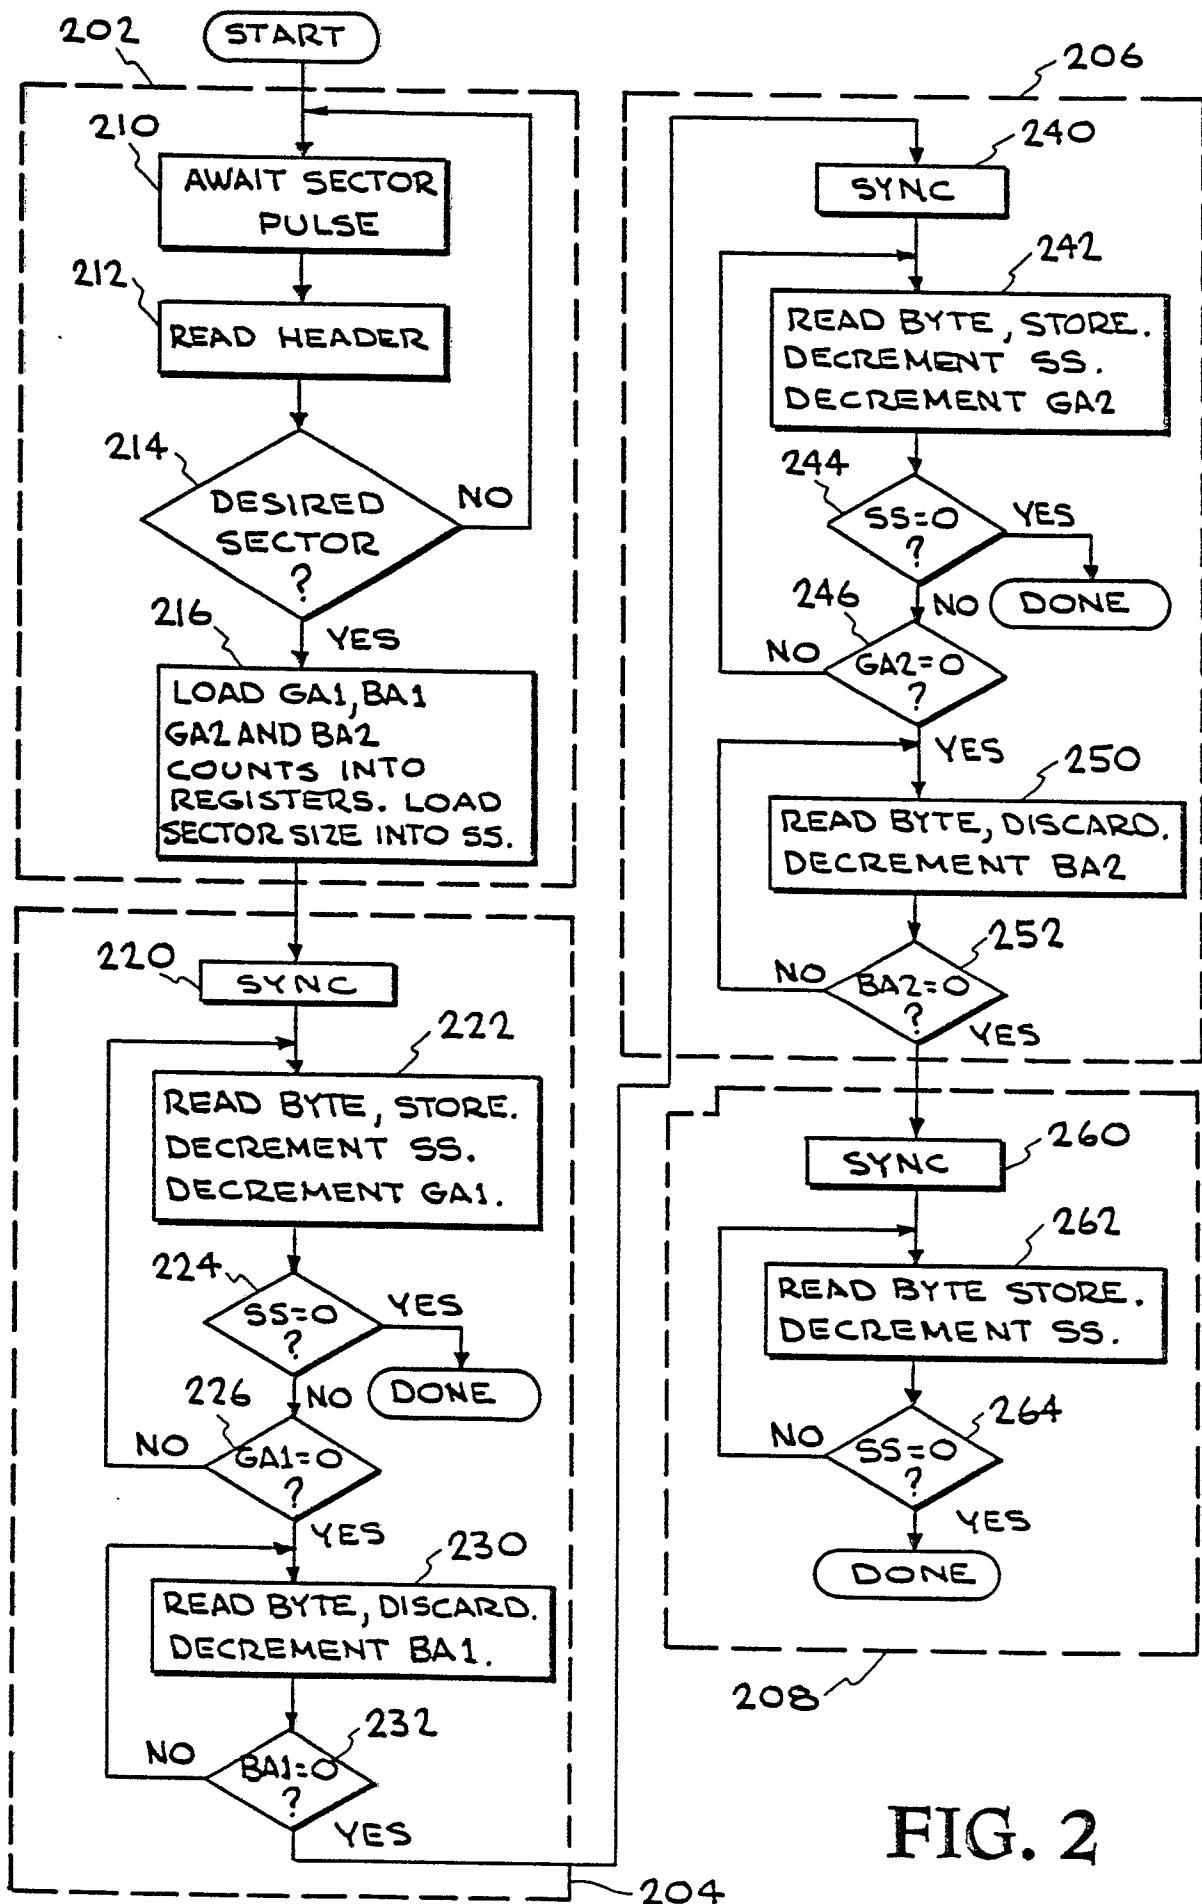 202
START
210
AWAIT SECTOR
PULSE
212
READ HEADER
214
DESIRED
SECTOR
?
NO
YES
216
LOAD GA1, BA1
GA2 AND BA2
COUNTS INTO
REGISTERS. LOAD
SECTOR SIZE INTO SS.
220
SYNC
222
READ BYTE, STORE.
DECREMENT SS.
DECREMENT GA1.
224
SS=0
?
YES
DONE
NO
226
GA1=0
?
NO
YES
230
READ BYTE, DISCARD.
DECREMENT BA1.
232
BA1=0
?
NO
YES
204
206
240
SYNC
242
READ BYTE, STORE.
DECREMENT SS.
DECREMENT GA2
244
SS=0
?
YES
DONE
NO
246
GA2=0
?
NO
YES
250
READ BYTE, DISCARD.
DECREMENT BA2
252
BA2=0
?
NO
YES
260
SYNC
262
READ BYTE STORE.
DECREMENT SS.
264
SS=0
?
NO
YES
DONE
208
FIG. 2